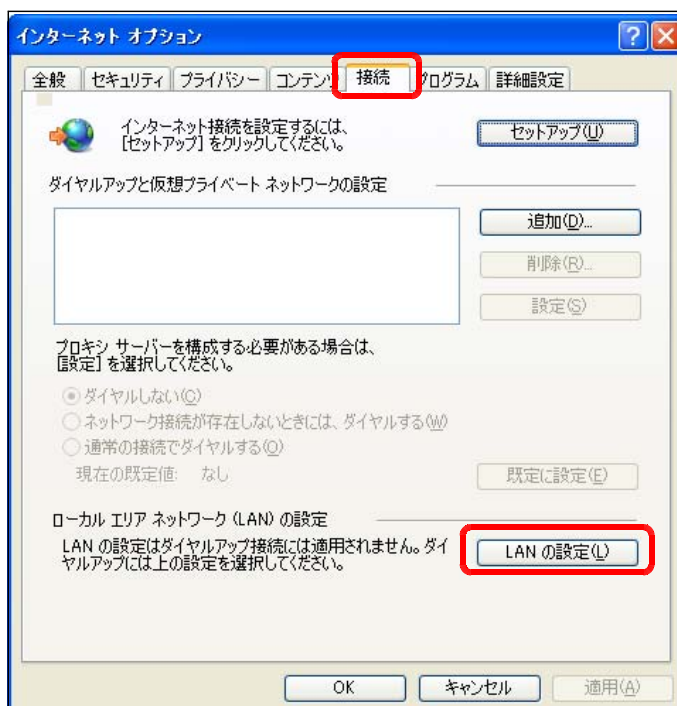 インターネット オプション
全般 セキュリティ プライバシー コンテンツ 接続 プログラム 詳細設定
インターネット接続を設定するには、
[セットアップ] をクリックしてください。
セットアップ(U)
ダイヤルアップと仮想プライベート ネットワークの設定
追加(D)...
削除(R)...
設定(S)
プロキシ サーバーを構成する必要がある場合は、
[設定] を選択してください。
ダイヤルしない(C)
ネットワーク接続が存在しないときには、ダイヤルする(W)
通常の接続でダイヤルする(O)
現在の既定値: なし
既定に設定(E)
ローカル エリア ネットワーク (LAN) の設定
LAN の設定はダイヤルアップ接続には適用されません。ダイ
ヤルアップには上の設定を選択してください。
LAN の設定(L)
OK キャンセル 適用(A)